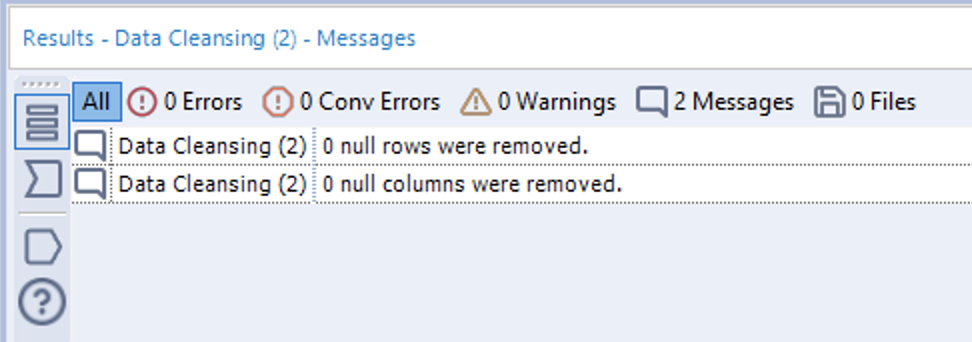 Results - Data Cleansing (2) - Messages
All 0 Errors 0 Conv Errors 0 Warnings 2 Messages 0 Files
Data Cleansing (2) 0 null rows were removed.
Data Cleansing (2) 0 null columns were removed.